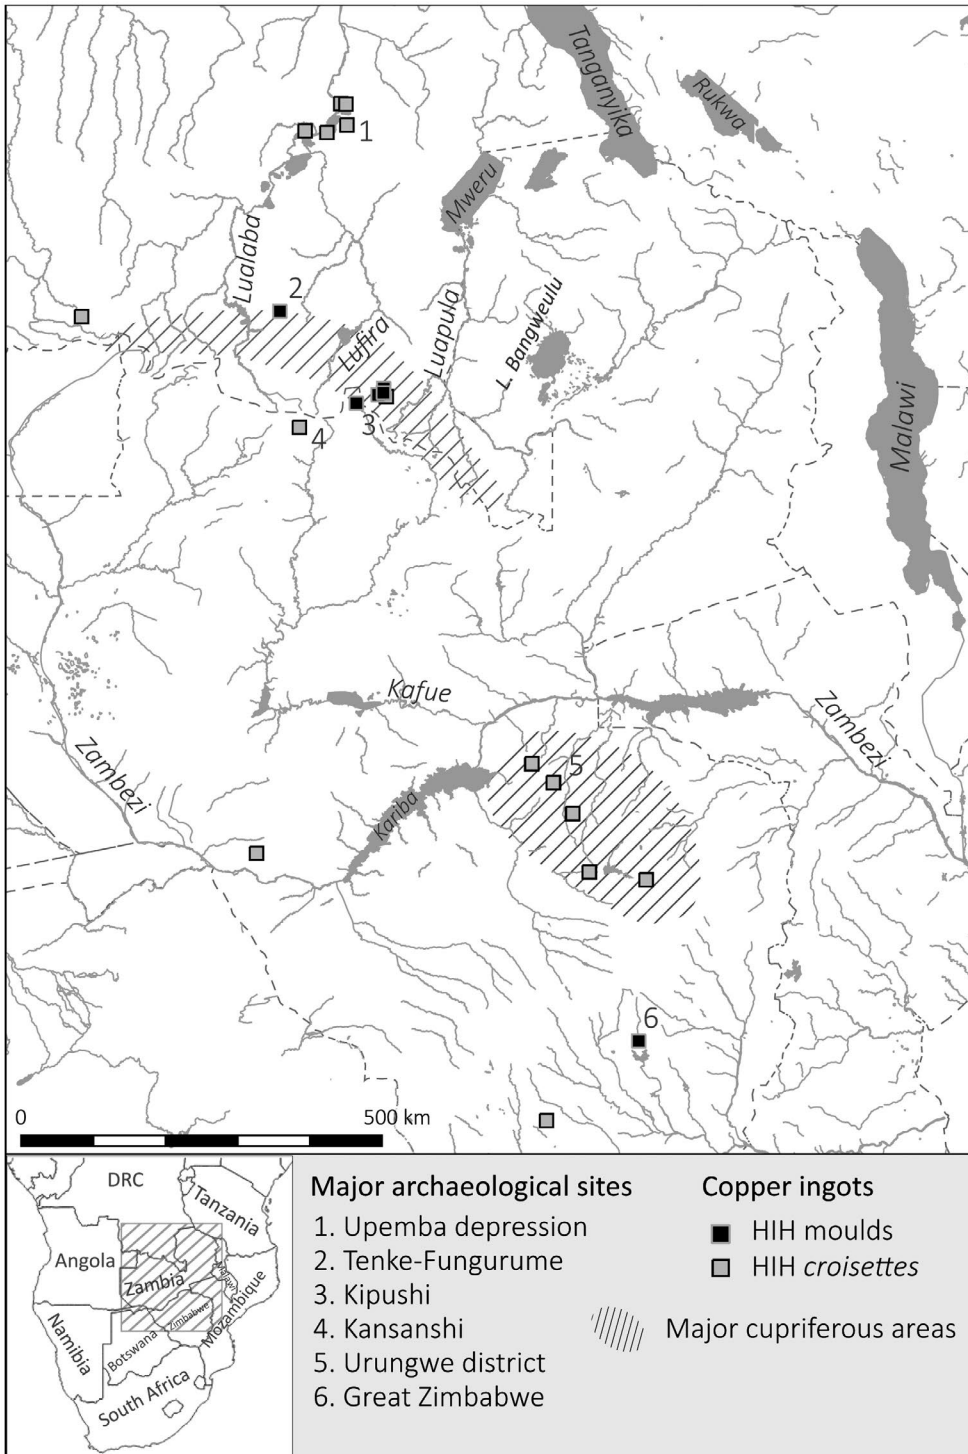 Tanganyika
Rukwa
1
Mweru
Lualaba
2
Lufira
Luapula
L. Bangweulu
3
4
Malawi
Kafue
Zambezi
Zambezi
5
Kariba
6
0 500 km
DRC
Tanzania
Angola
Zambia
Malawi
Mozambique
Zimbabwe
Namibia
Botswana
South Africa
Major archaeological sites
1. Upemba depression
2. Tenke-Fungurume
3. Kipushi
4. Kansanshi
5. Urungwe district
6. Great Zimbabwe
Copper ingots
HIH moulds
HIH croisettes
Major cupriferous areas